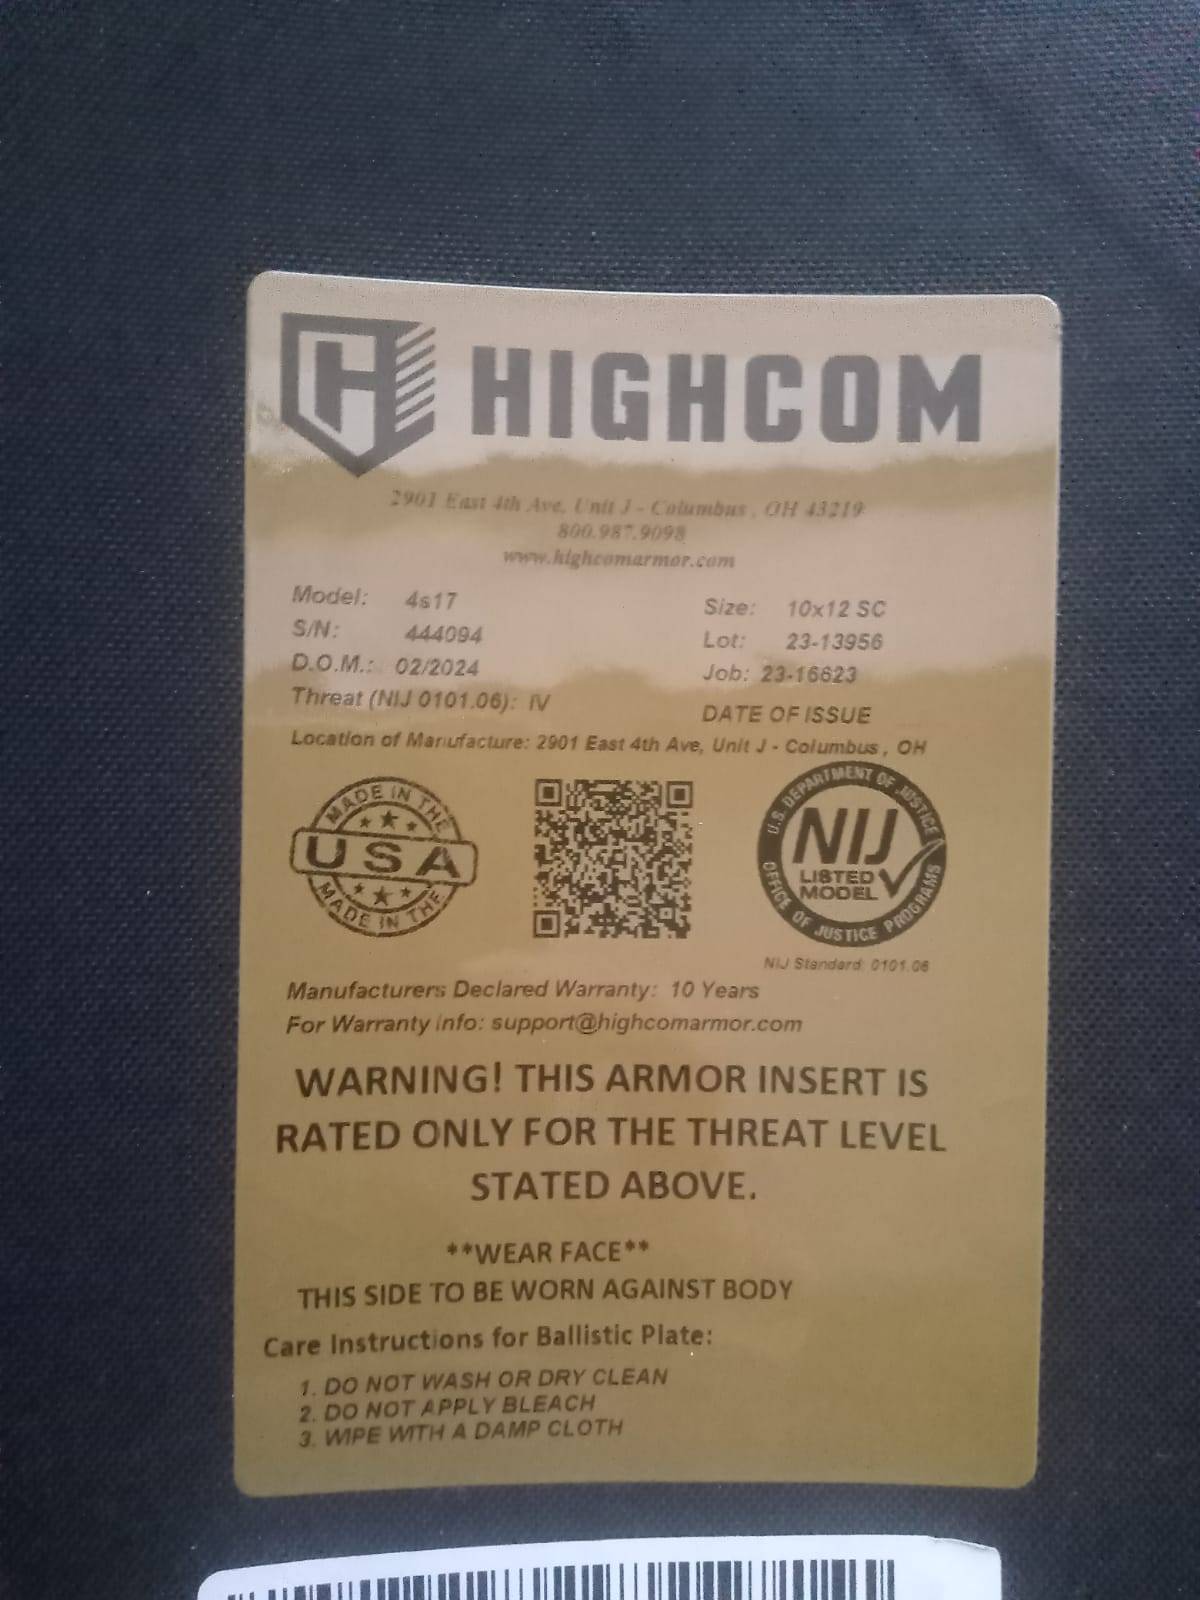 HIGHCOM
2901 East 4th Ave, Unit J - Columbus , OH 43219
800.987.9098
www.highcomarmor.com
Model: 4s17
Size: 10x12 SC
S/N: 444094
Lot: 23-13956
D.O.M.: 02/2024
Job: 23-16623
Threat (NIJ 0101.06): IV
DATE OF ISSUE
Location of Manufacture: 2901 East 4th Ave, Unit J - Columbus , OH
MADE IN THE
USA
MADE IN THE
U.S. DEPARTMENT OF JUSTICE
NIJ
LISTED
MODEL
OFFICE OF JUSTICE PROGRAMS
NIJ Standard: 0101.06
Manufacturers Declared Warranty: 10 Years
For Warranty info: support@highcomarmor.com
WARNING! THIS ARMOR INSERT IS
RATED ONLY FOR THE THREAT LEVEL
STATED ABOVE.
**WEAR FACE**
THIS SIDE TO BE WORN AGAINST BODY
Care Instructions for Ballistic Plate:
1. DO NOT WASH OR DRY CLEAN
2. DO NOT APPLY BLEACH
3. WIPE WITH A DAMP CLOTH